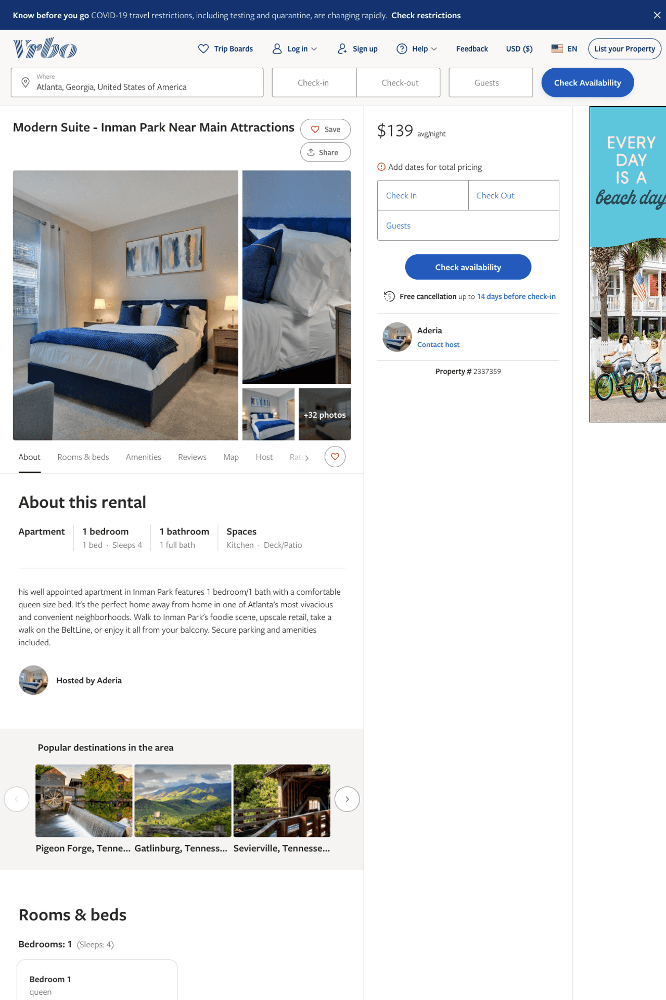 Know before you go COVID-19 travel restrictions, including testing and quarantine, are changing rapidly. Check restrictions
Vrbo
Trip Boards
Log in
Sign up
Help
Feedback
USD ($)
EN
List your Property
Where
Atlanta, Georgia, United States of America
Check-in
Check-out
Guests
Check Availability
Modern Suite - Inman Park Near Main Attractions
Save
Share
+32 photos
About
Rooms & beds
Amenities
Reviews
Map
Host
$139 avg/night
Add dates for total pricing
Check In
Check Out
Guests
Check availability
Free cancellation up to 14 days before check-in
Aderia
Contact host
Property # 2337359
EVERY
DAY
IS A
beach day
About this rental
Apartment
1 bedroom
1 bed · Sleeps 4
1 bathroom
1 full bath
Spaces
Kitchen · Deck/Patio
his well appointed apartment in Inman Park features 1 bedroom/1 bath with a comfortable
queen size bed. It's the perfect home away from home in one of Atlanta's most vivacious
and convenient neighborhoods. Walk to Inman Park's foodie scene, upscale retail, take a
walk on the BeltLine, or enjoy it all from your balcony. Secure parking and amenities
included.
Hosted by Aderia
Popular destinations in the area
Pigeon Forge, Tenne...
Gatlinburg, Tenness...
Sevierville, Tennesse...
Rooms & beds
Bedrooms: 1 (Sleeps: 4)
Bedroom 1
queen